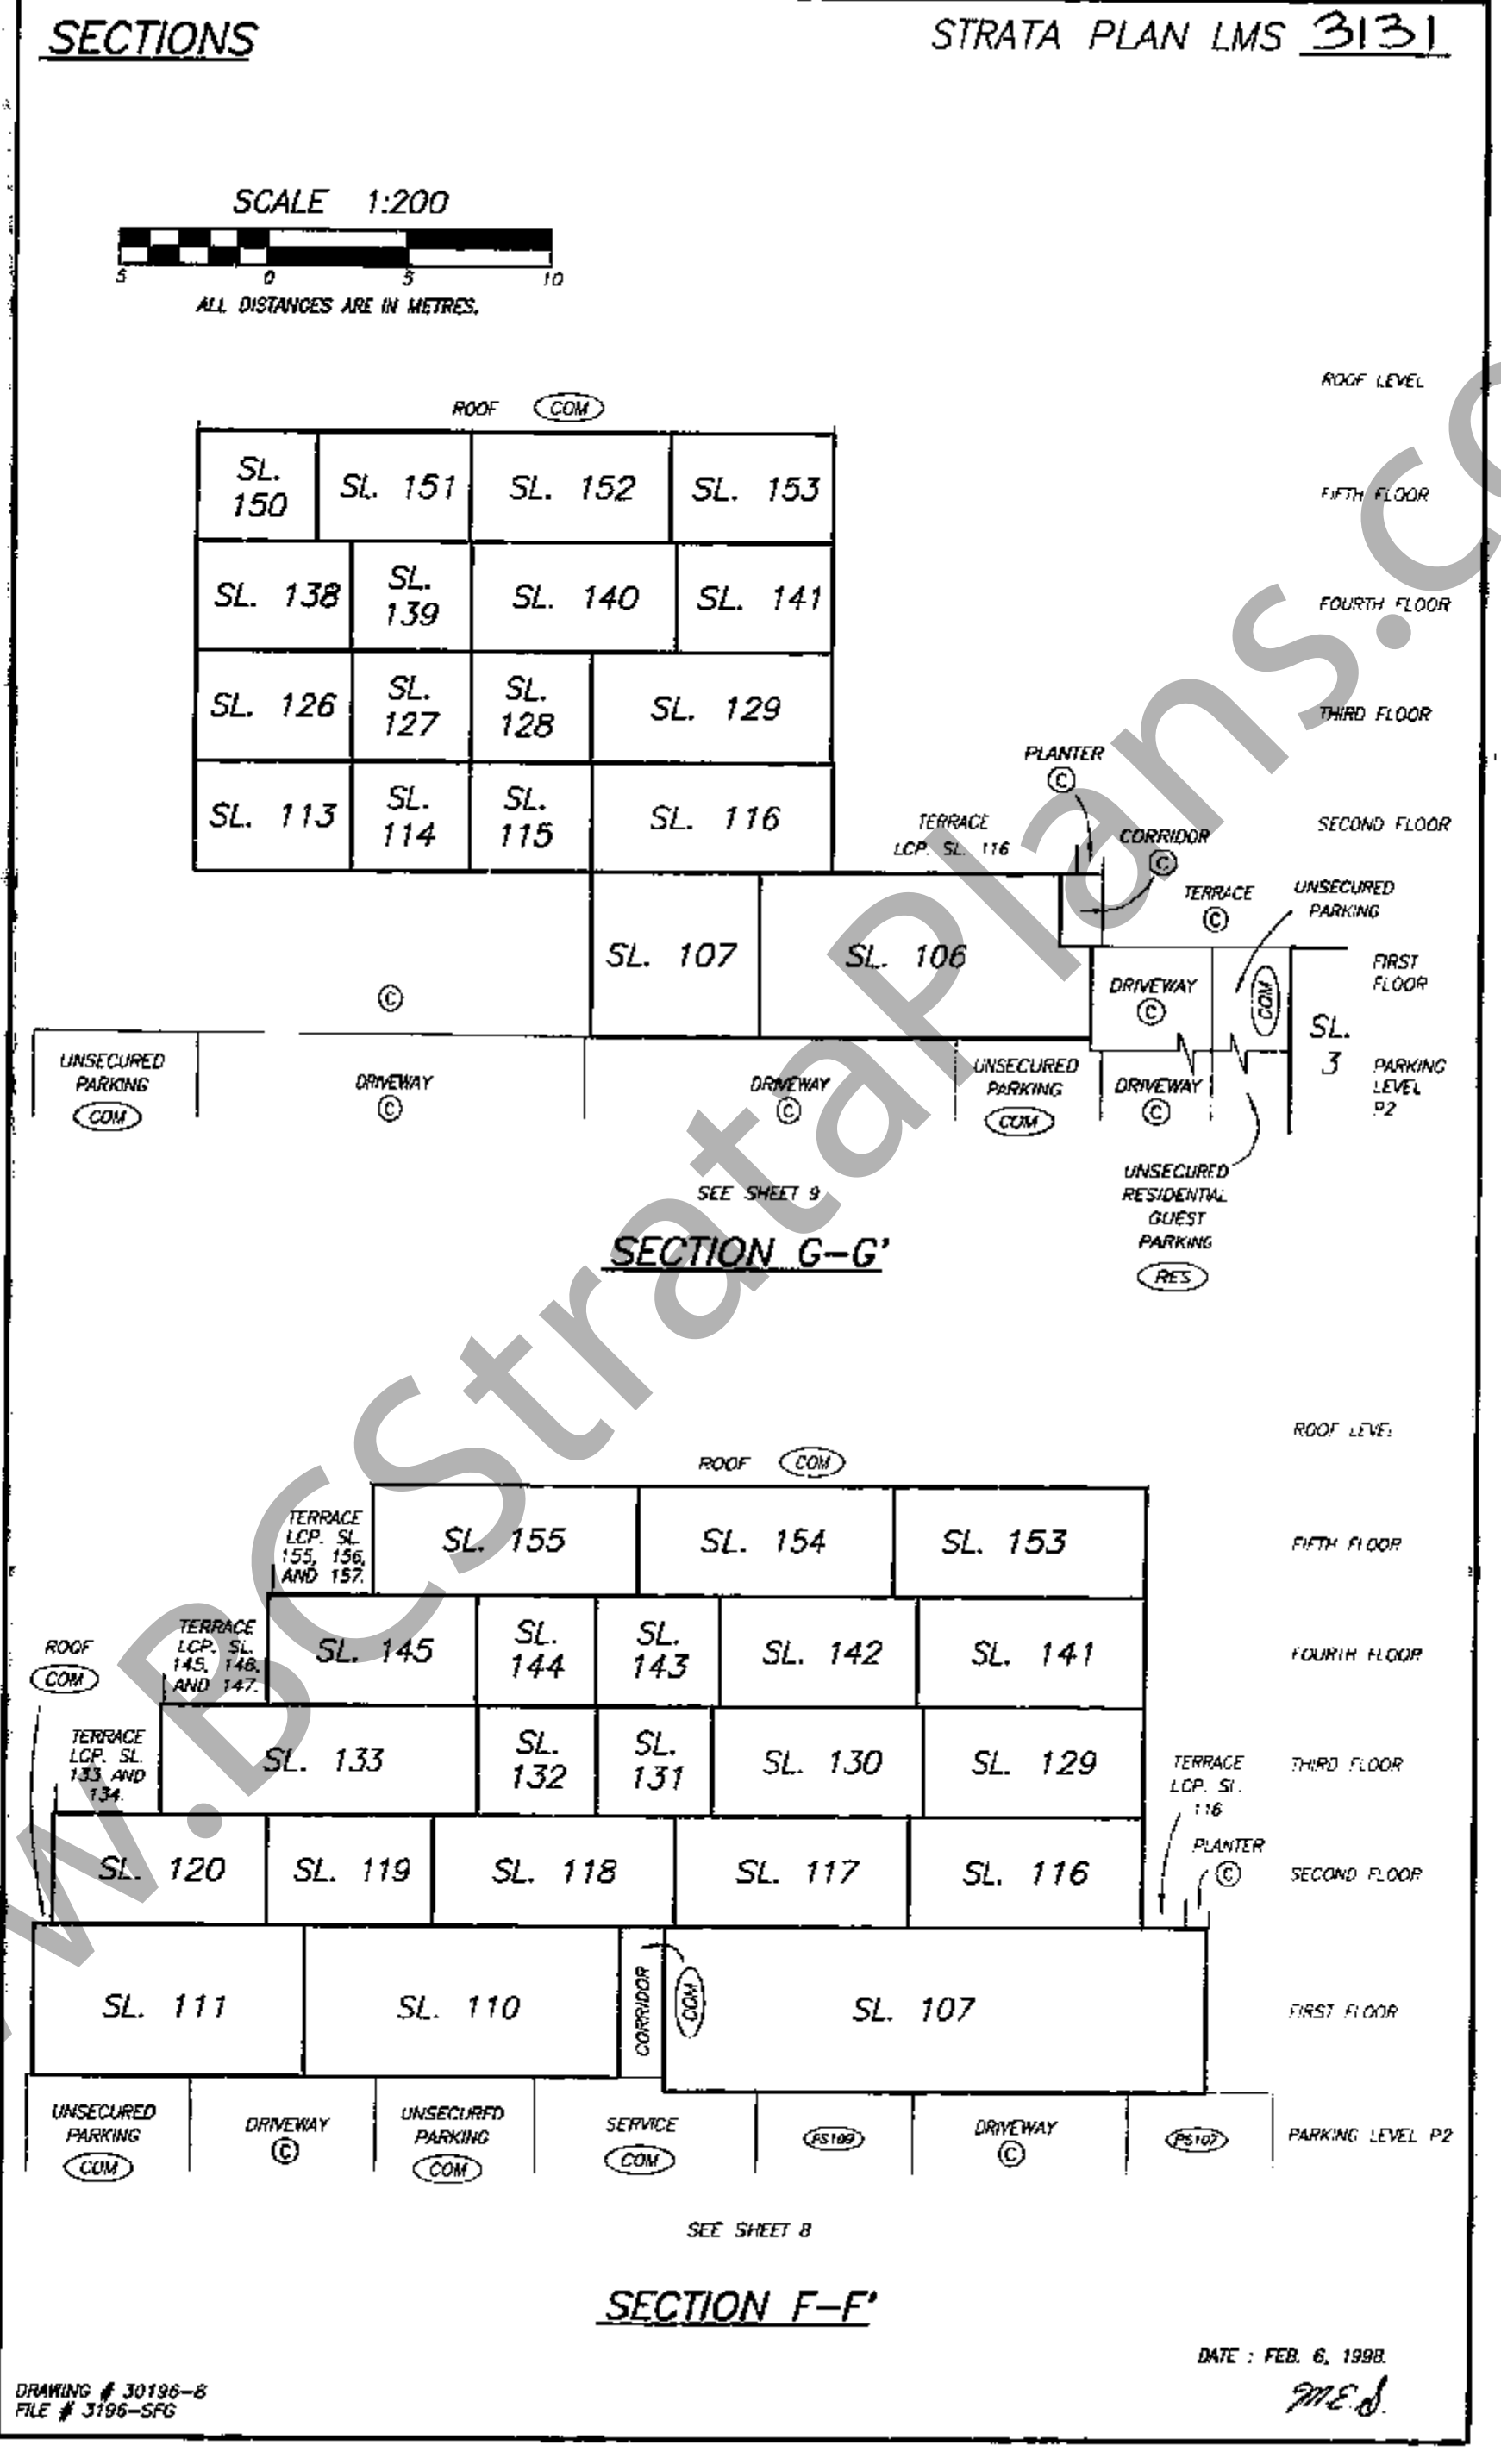 SECTIONS
STRATA PLAN LMS 3131
SCALE 1:200
5 0 5 10
ALL DISTANCES ARE IN METRES.
ROOF LEVEL
ROOF COM
SL. 150
SL. 151
SL. 152
SL. 153
FIFTH FLOOR
SL. 138
SL. 139
SL. 140
SL. 141
FOURTH FLOOR
SL. 126
SL. 127
SL. 128
SL. 129
THIRD FLOOR
PLANTER
C
SL. 113
SL. 114
SL. 115
SL. 116
TERRACE
LCP. SL. 116
CORRIDOR
C
SECOND FLOOR
TERRACE
C
UNSECURED
PARKING
SL. 107
SL. 106
C
DRIVEWAY
C
COM
FIRST
FLOOR
SL.
3
UNSECURED
PARKING
COM
DRIVEWAY
C
DRIVEWAY
C
UNSECURED
PARKING
COM
DRIVEWAY
C
PARKING
LEVEL
P2
UNSECURED
RESIDENTIAL
GUEST
PARKING
RES
SEE SHEET 9
SECTION G-G'
ROOF LEVEL
ROOF COM
TERRACE
LCP. SL.
155, 156,
AND 157.
SL. 155
SL. 154
SL. 153
FIFTH FLOOR
ROOF
COM
TERRACE
LCP. SL.
145, 146,
AND 147.
SL. 145
SL. 144
SL. 143
SL. 142
SL. 141
FOURTH FLOOR
TERRACE
LCP. SL.
133 AND
134.
SL. 133
SL. 132
SL. 131
SL. 130
SL. 129
TERRACE
LCP. SL.
116
THIRD FLOOR
SL. 120
SL. 119
SL. 118
SL. 117
SL. 116
PLANTER
C
SECOND FLOOR
SL. 111
SL. 110
CORRIDOR
COM
SL. 107
FIRST FLOOR
UNSECURED
PARKING
COM
DRIVEWAY
C
UNSECURED
PARKING
COM
SERVICE
COM
PS109
DRIVEWAY
C
PS107
PARKING LEVEL P2
SEE SHEET 8
SECTION F-F'
DATE : FEB. 6, 1998.
M.E.S.
DRAWING # 30196-8
FILE # 3196-SFG
w.BCStrataPlans.co